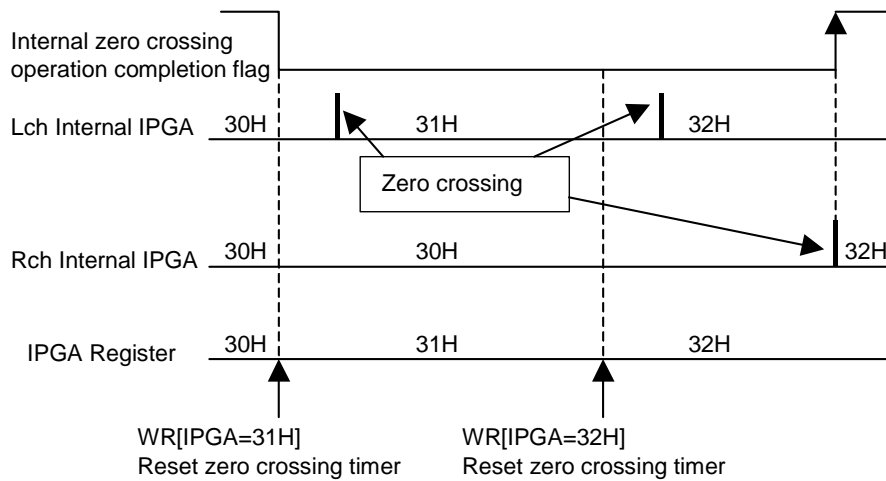 Internal zero crossing
operation completion flag
Lch Internal IPGA
30H
31H
32H
Zero crossing
Rch Internal IPGA
30H
30H
32H
IPGA Register
30H
31H
32H
WR[IPGA=31H]
Reset zero crossing timer
WR[IPGA=32H]
Reset zero crossing timer